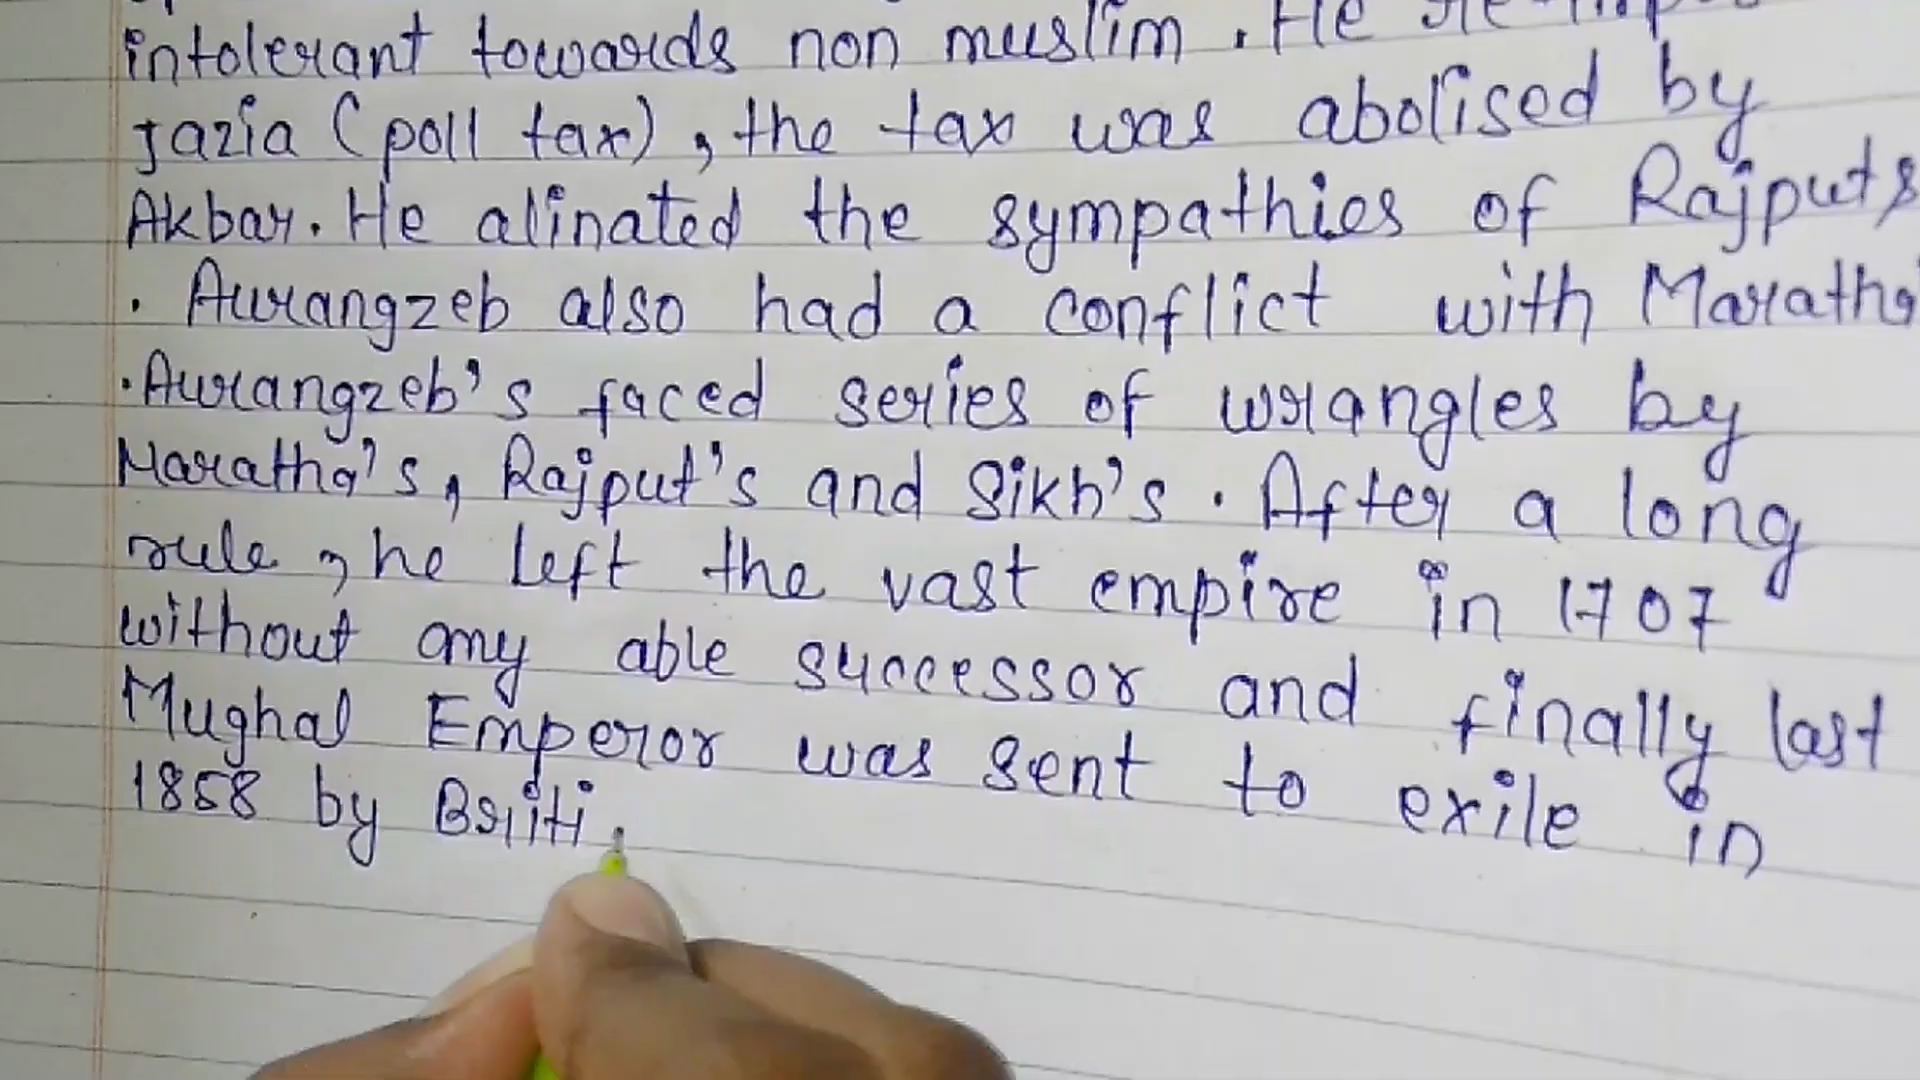 intolerant towards non muslim. He
Jazia (poll tax), the tax was abolised by
Akbar. He alinated the sympathies of Rajputs
. Aurangzeb also had a conflict with Maratha
. Aurangzeb's faced series of wrangles by
Maratha's, Rajput's and Sikh's. After a long
rule, he left the vast empire in 1707
without any able successor and finally last
Mughal Emperor was sent to exile in
1858 by Briti